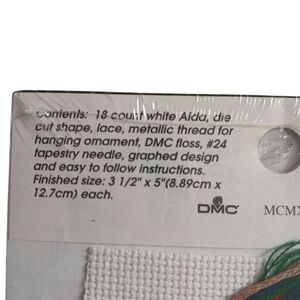 Contents: 18 count white Aida, die
cut shape, lace, metallic thread for
hanging ornament, DMC floss, #24
tapestry needle, graphed design
and easy to follow instructions.
Finished size: 3 1/2" x 5"(8.89cm x
12.7cm) each.
DMC MCMX